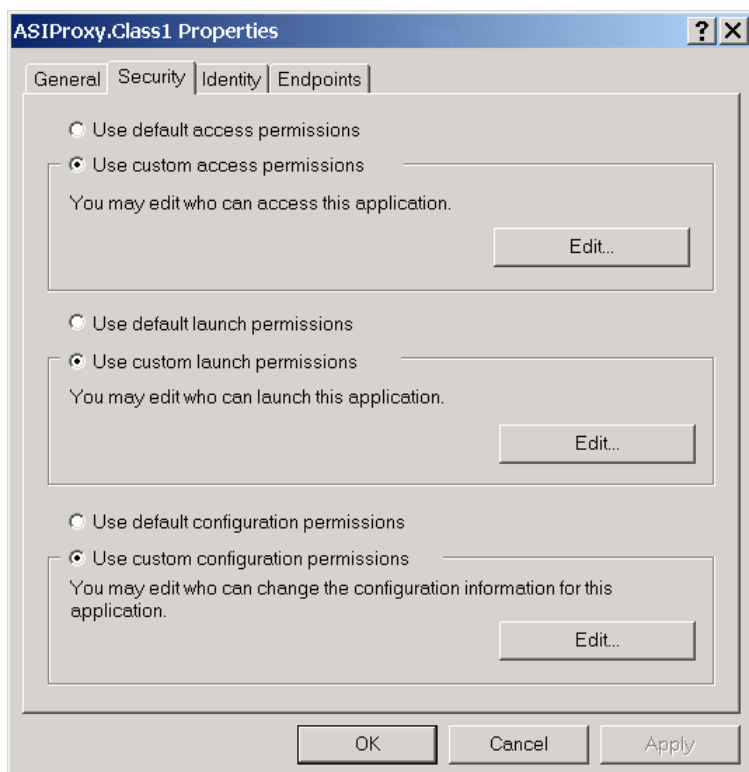 ASIProxy.Class1 Properties
General Security Identity Endpoints
Use default access permissions
Use custom access permissions
You may edit who can access this application.
Edit...
Use default launch permissions
Use custom launch permissions
You may edit who can launch this application.
Edit...
Use default configuration permissions
Use custom configuration permissions
You may edit who can change the configuration information for this
application.
Edit...
OK Cancel Apply